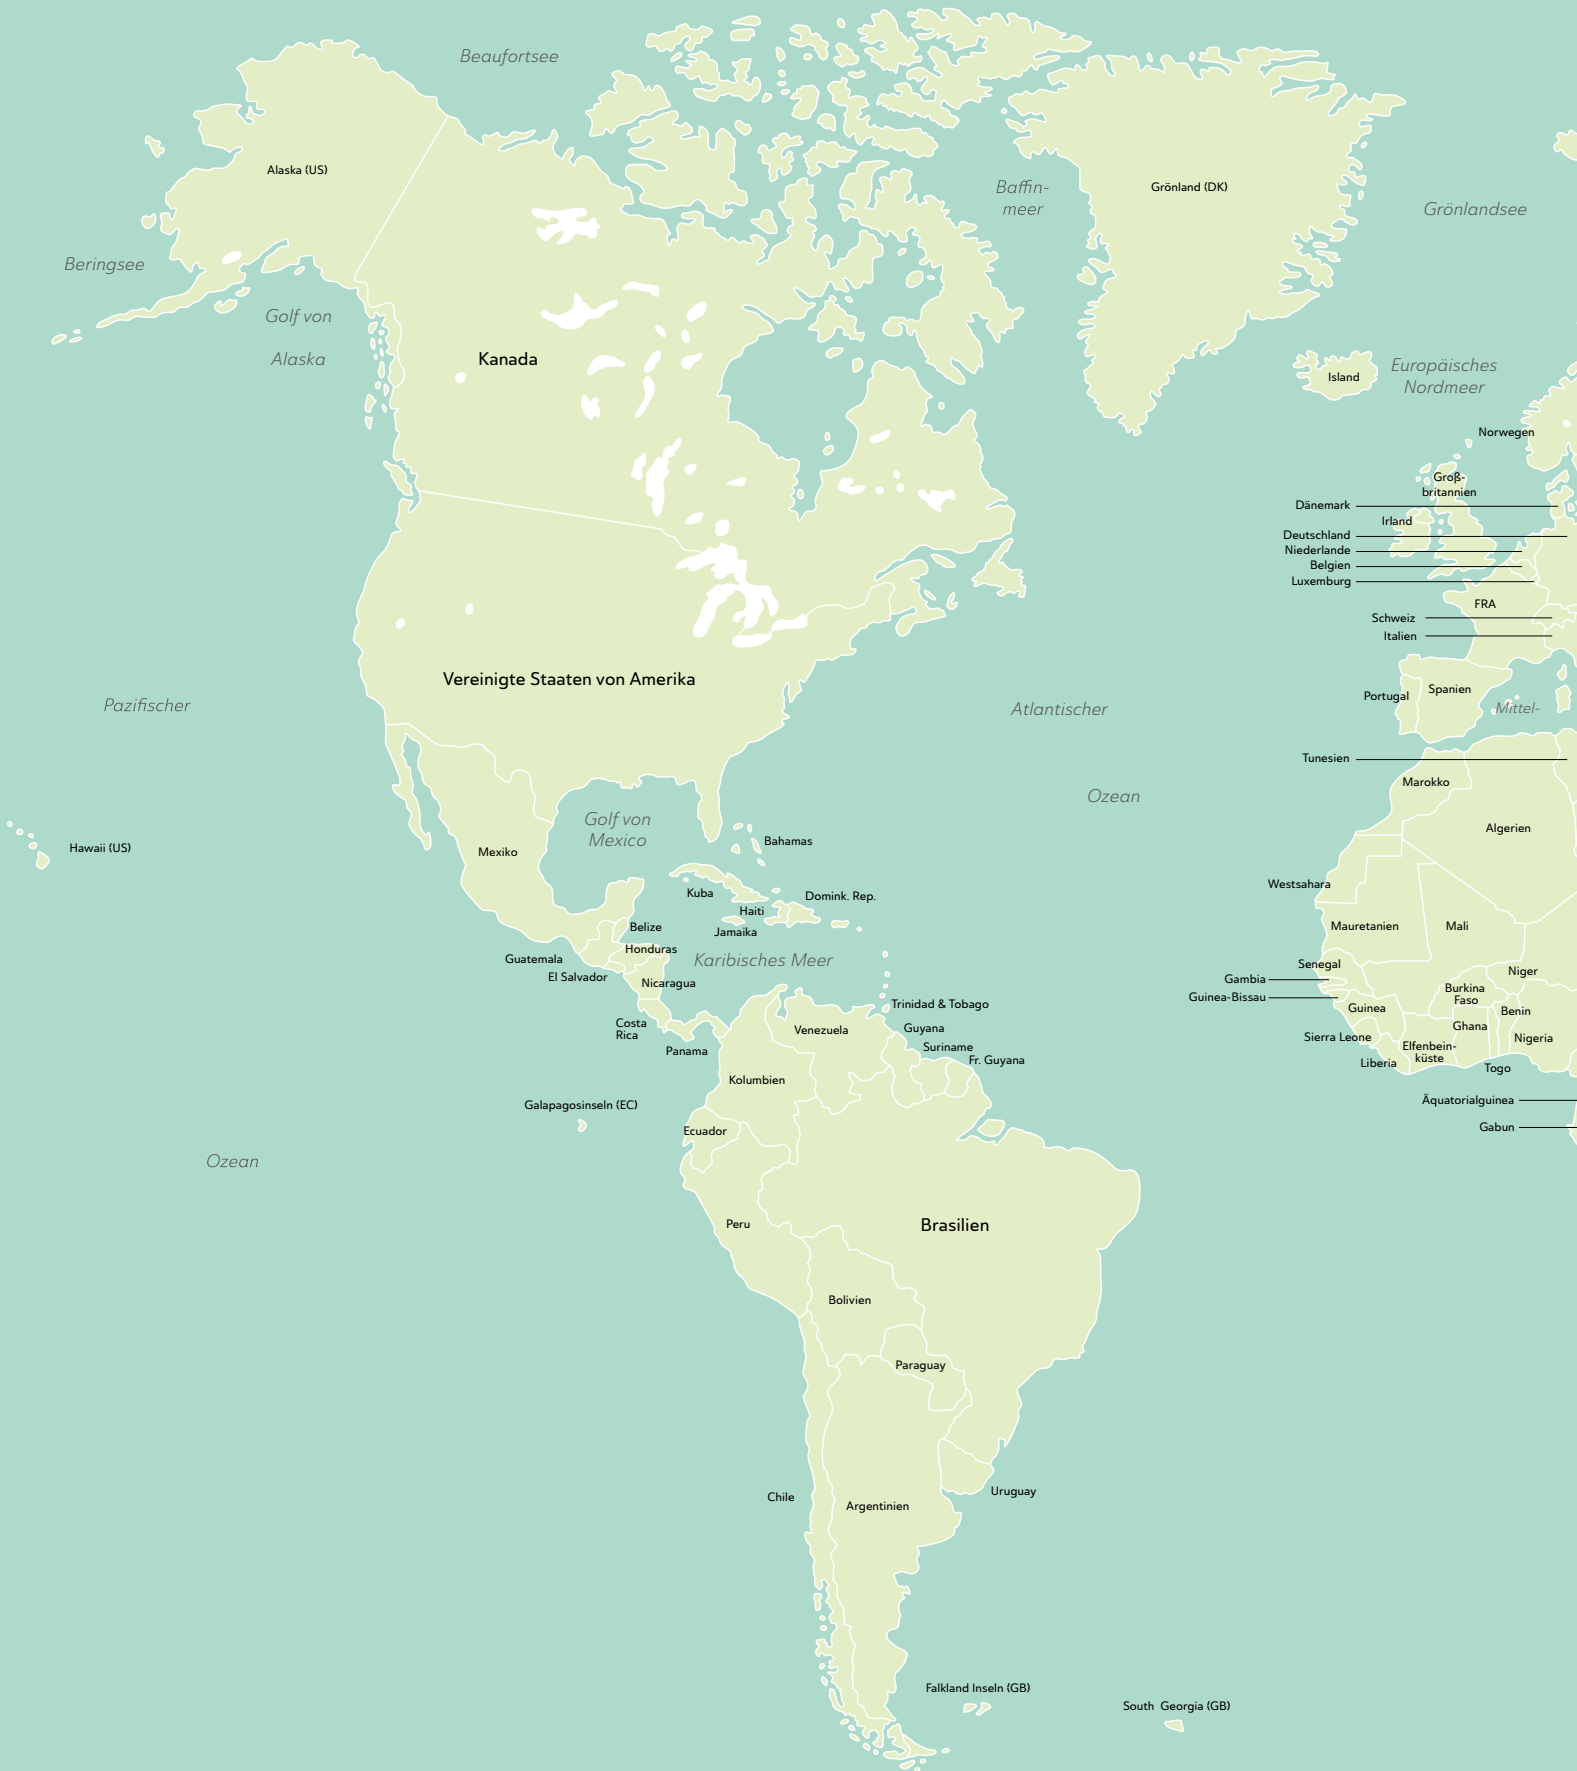 Beaufortsee
Alaska (US)
Baffin-
meer
Grönland (DK)
Grönlandsee
Beringsee
Golf von
Alaska
Kanada
Island
Europäisches
Nordmeer
Norwegen
Groß-
britannien
Dänemark
Irland
Deutschland
Niederlande
Belgien
Luxemburg
FRA
Schweiz
Italien
Vereinigte Staaten von Amerika
Pazifischer
Atlantischer
Portugal
Spanien
Mittel-
Tunesien
Marokko
Ozean
Golf von
Mexico
Algerien
Hawaii (US)
Mexiko
Bahamas
Kuba
Domink. Rep.
Haiti
Jamaika
Westsahara
Belize
Mauretanien
Mali
Honduras
Guatemala
Karibisches Meer
El Salvador
Nicaragua
Senegal
Niger
Gambia
Burkina
Faso
Guinea-Bissau
Trinidad & Tobago
Guinea
Benin
Costa
Rica
Venezuela
Guyana
Ghana
Sierra Leone
Nigeria
Panama
Suriname
Elfenbein-
küste
Fr. Guyana
Liberia
Togo
Kolumbien
Galapagosinseln (EC)
Äquatorialguinea
Ecuador
Gabun
Ozean
Peru
Brasilien
Bolivien
Paraguay
Chile
Argentinien
Uruguay
Falkland Inseln (GB)
South Georgia (GB)